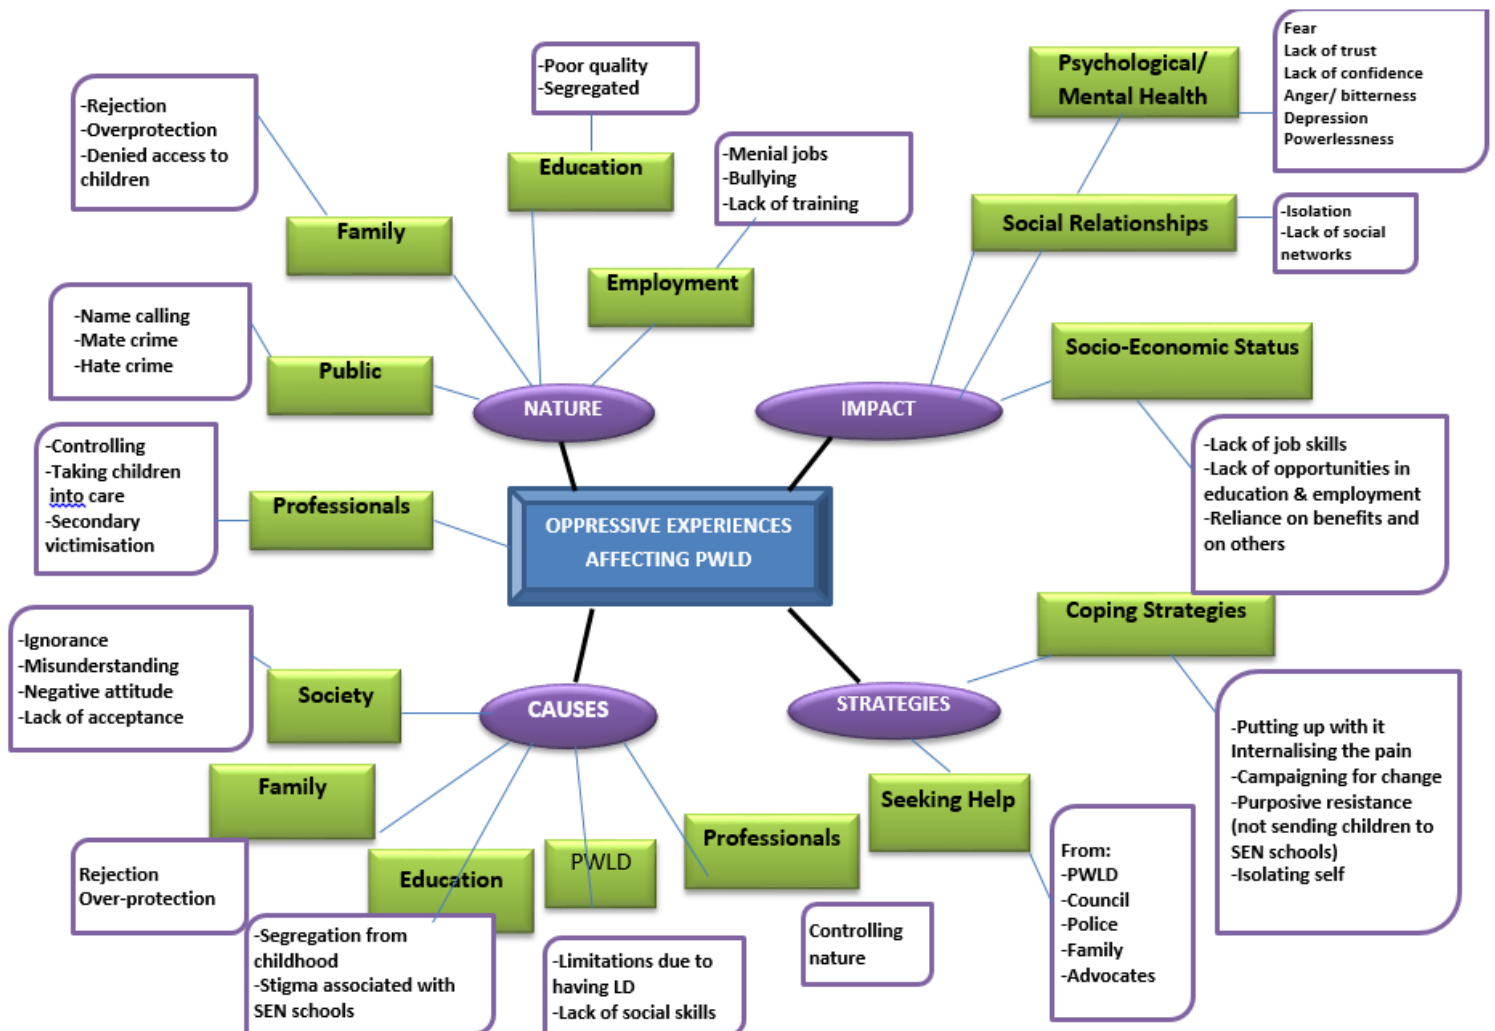 -Poor quality
-Segregated
Education
-Rejection
-Overprotection
-Denied access to
children
Family
-Menial jobs
-Bullying
-Lack of training
Employment
-Name calling
-Mate crime
-Hate crime
Public
NATURE
-Controlling
-Taking children
into care
-Secondary
victimisation
Professionals
Psychological/
Mental Health
Fear
Lack of trust
Lack of confidence
Anger/ bitterness
Depression
Powerlessness
Social Relationships
-Isolation
-Lack of social
networks
Socio-Economic Status
IMPACT
-Lack of job skills
-Lack of opportunities in
education & employment
-Reliance on benefits and
on others
OPPRESSIVE EXPERIENCES
AFFECTING PWLD
-Ignorance
-Misunderstanding
-Negative attitude
-Lack of acceptance
Society
CAUSES
Family
Rejection
Over-protection
Education
-Segregation from
childhood
-Stigma associated with
SEN schools
PWLD
-Limitations due to
having LD
-Lack of social skills
Professionals
Controlling
nature
STRATEGIES
Coping Strategies
-Putting up with it
Internalising the pain
-Campaigning for change
-Purposive resistance
(not sending children to
SEN schools)
-Isolating self
Seeking Help
From:
-PWLD
-Council
-Police
-Family
-Advocates